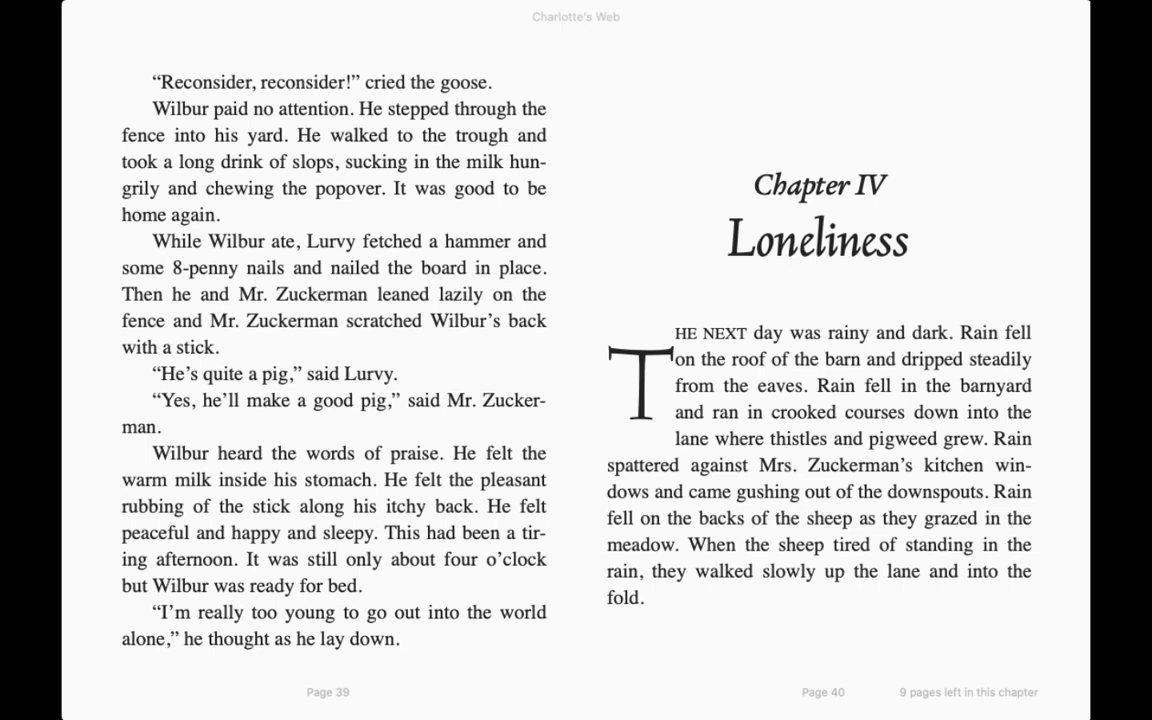 Charlotte's Web
“Reconsider, reconsider!” cried the goose.
Wilbur paid no attention. He stepped through the
fence into his yard. He walked to the trough and
took a long drink of slops, sucking in the milk hun-
grily and chewing the popover. It was good to be
home again.
While Wilbur ate, Lurvy fetched a hammer and
some 8-penny nails and nailed the board in place.
Then he and Mr. Zuckerman leaned lazily on the
fence and Mr. Zuckerman scratched Wilbur’s back
with a stick.
“He’s quite a pig,” said Lurvy.
“Yes, he’ll make a good pig,” said Mr. Zucker-
man.
Wilbur heard the words of praise. He felt the
warm milk inside his stomach. He felt the pleasant
rubbing of the stick along his itchy back. He felt
peaceful and happy and sleepy. This had been a tir-
ing afternoon. It was still only about four o’clock
but Wilbur was ready for bed.
“I’m really too young to go out into the world
alone,” he thought as he lay down.
Page 39
Chapter IV
Loneliness
THE NEXT day was rainy and dark. Rain fell
on the roof of the barn and dripped steadily
from the eaves. Rain fell in the barnyard
and ran in crooked courses down into the
lane where thistles and pigweed grew. Rain
spattered against Mrs. Zuckerman’s kitchen win-
dows and came gushing out of the downspouts. Rain
fell on the backs of the sheep as they grazed in the
meadow. When the sheep tired of standing in the
rain, they walked slowly up the lane and into the
fold.
Page 40
9 pages left in this chapter